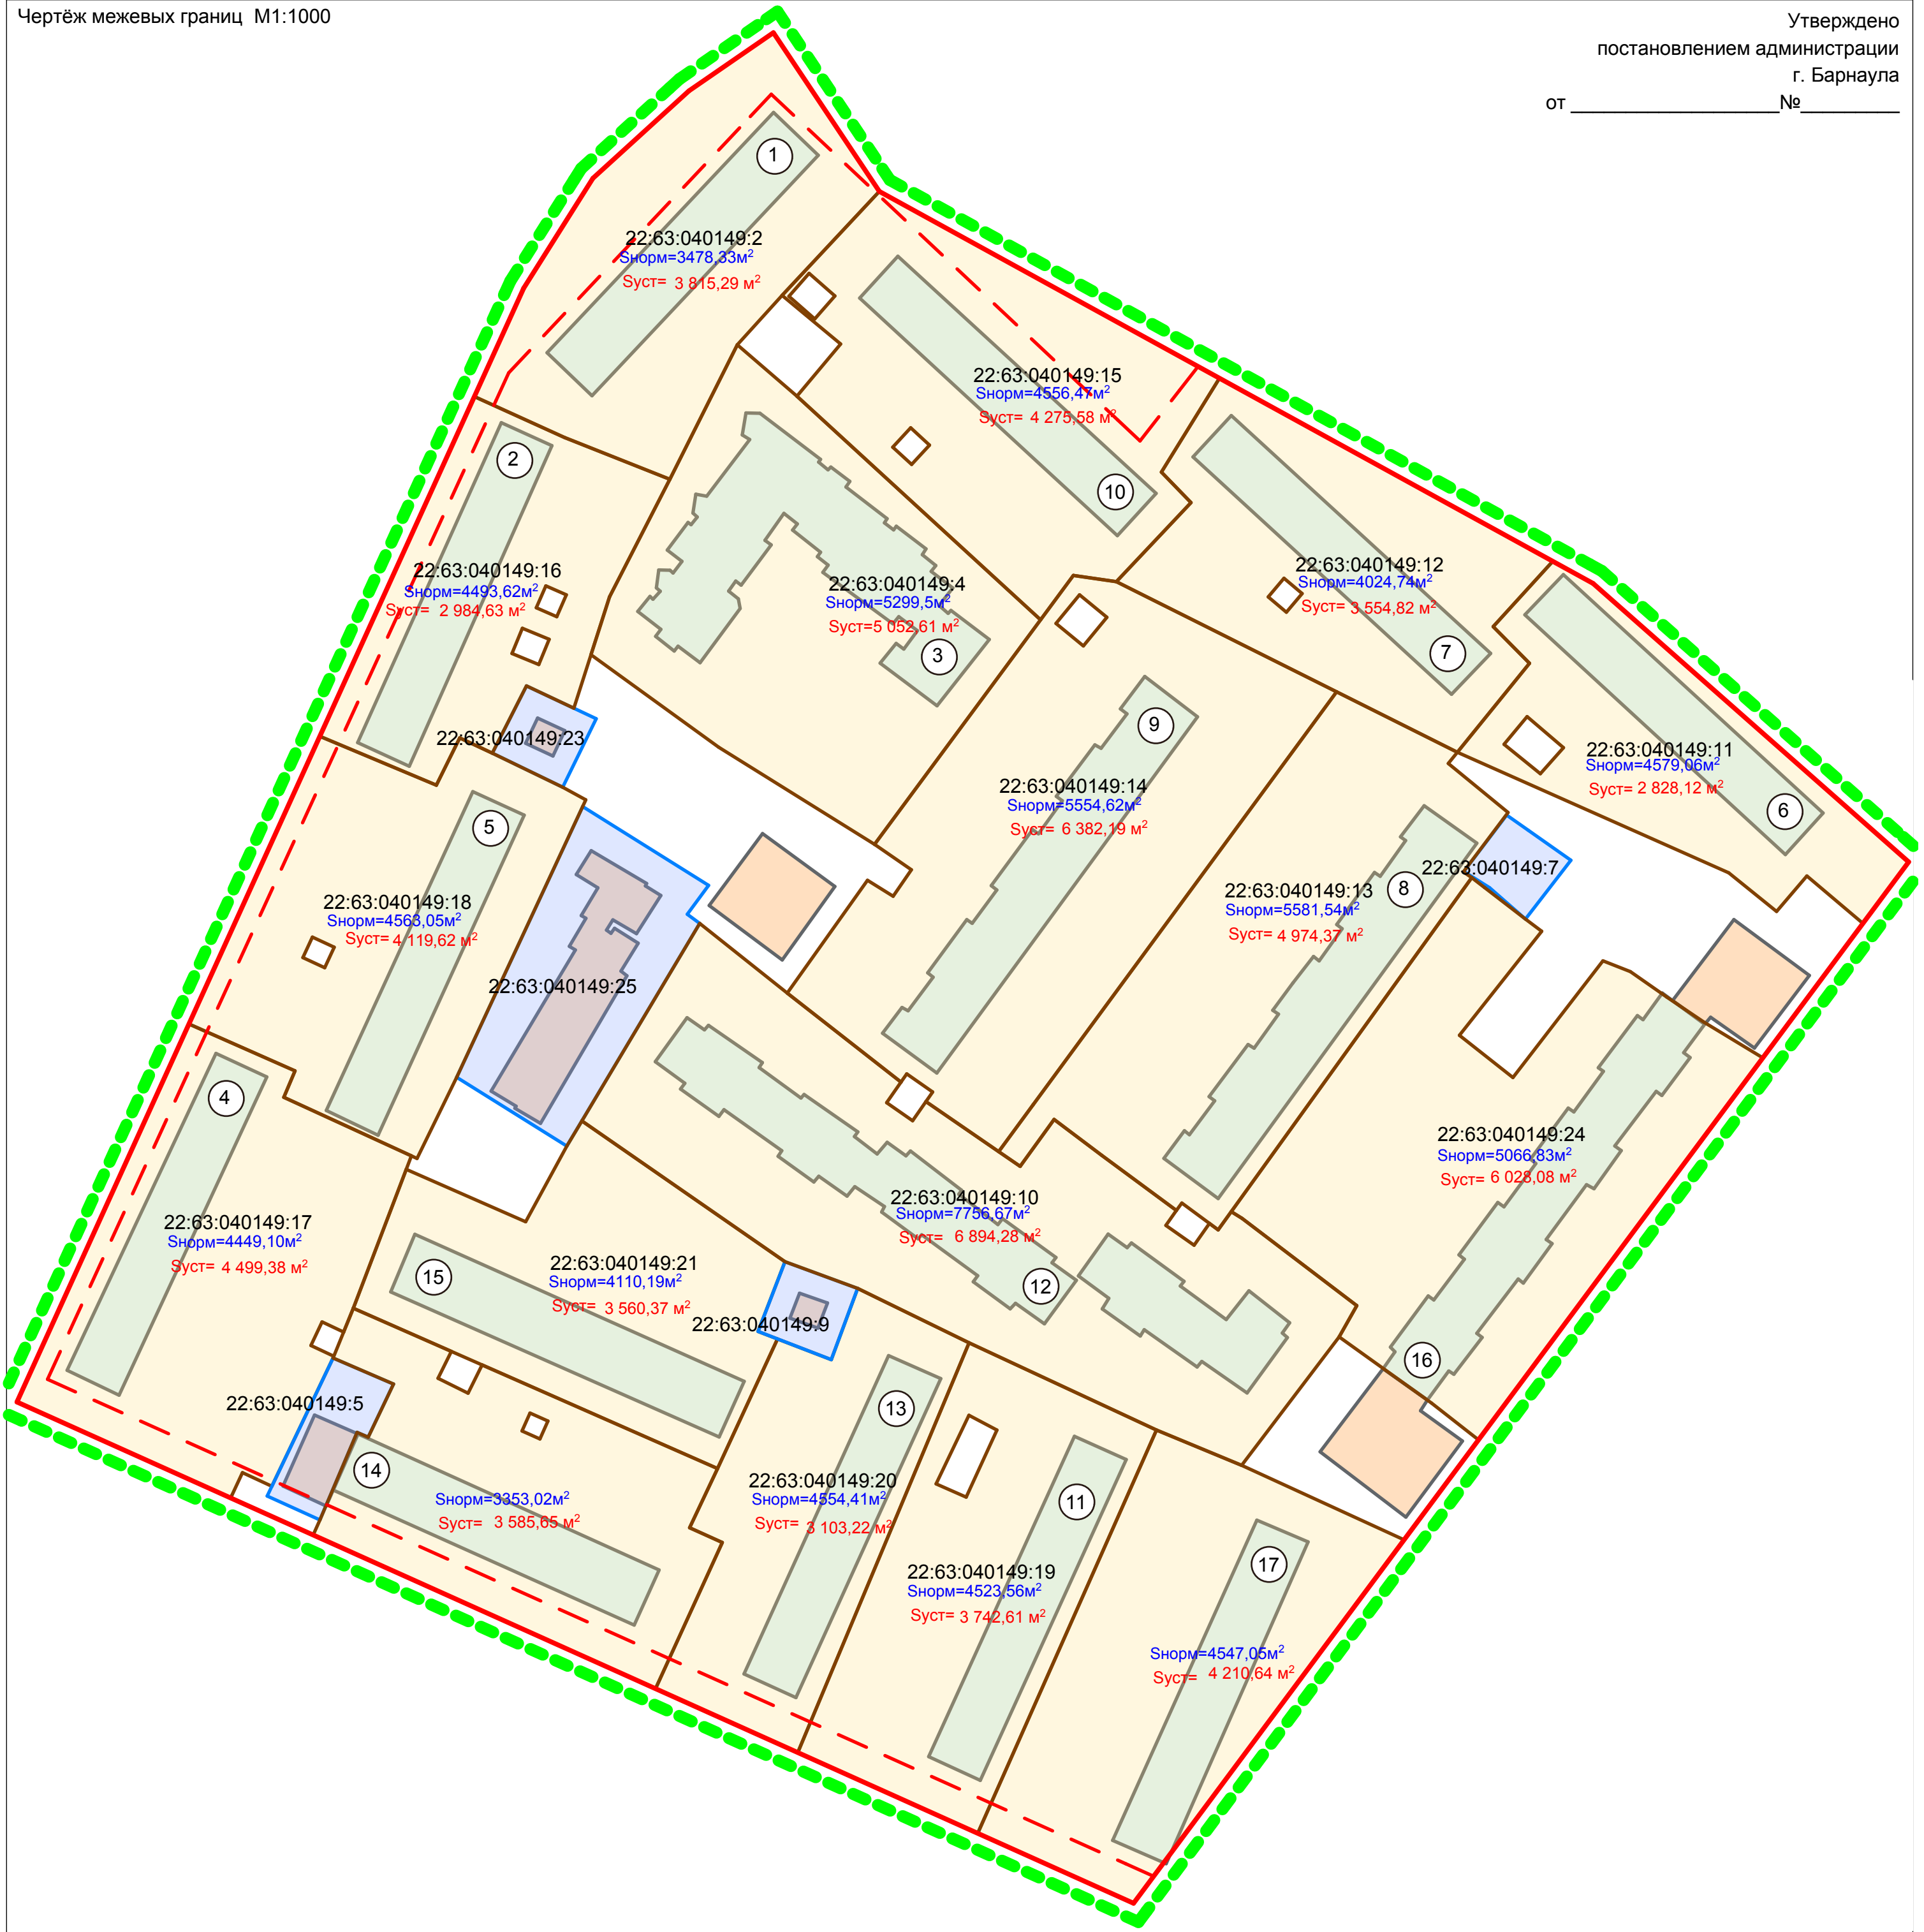 Чертёж межевых границ М1:1000
Утверждено
постановлением администрации
г. Барнаула
от ___________________№_________
1
22:63:040149:2
Sнорм=3478,33м²
Sуст= 3 815,29 м²
2
22:63:040149:15
Sнорм=4556,47м²
Sуст= 4 275,58 м²
10
22:63:040149:16
Sнорм=4493,62м²
Sуст= 2 984,63 м²
22:63:040149:4
Sнорм=5299,5м²
Sуст=5 052,61 м²
3
22:63:040149:12
Sнорм=4024,74м²
Sуст= 3 554,82 м²
7
22:63:040149:23
9
22:63:040149:11
Sнорм=4579,06м²
Sуст= 2 828,12 м²
6
22:63:040149:14
Sнорм=5554,62м²
Sуст= 6 382,19 м²
5
22:63:040149:7
8
22:63:040149:13
Sнорм=5581,54м²
Sуст= 4 974,37 м²
22:63:040149:18
Sнорм=4563,05м²
Sуст= 4 119,62 м²
22:63:040149:25
4
22:63:040149:24
Sнорм=5066,83м²
Sуст= 6 028,08 м²
22:63:040149:10
Sнорм=7756,67м²
Sуст= 6 894,28 м²
12
22:63:040149:17
Sнорм=4449,10м²
Sуст= 4 499,38 м²
15
22:63:040149:21
Sнорм=4110,19м²
Sуст= 3 560,37 м²
22:63:040149:9
16
22:63:040149:5
13
14
22:63:040149:20
Sнорм=4554,41м²
Sуст= 3 103,22 м²
11
Sнорм=3353,02м²
Sуст= 3 585,65 м²
22:63:040149:19
Sнорм=4523,56м²
Sуст= 3 742,61 м²
17
Sнорм=4547,05м²
Sуст= 4 210,64 м²